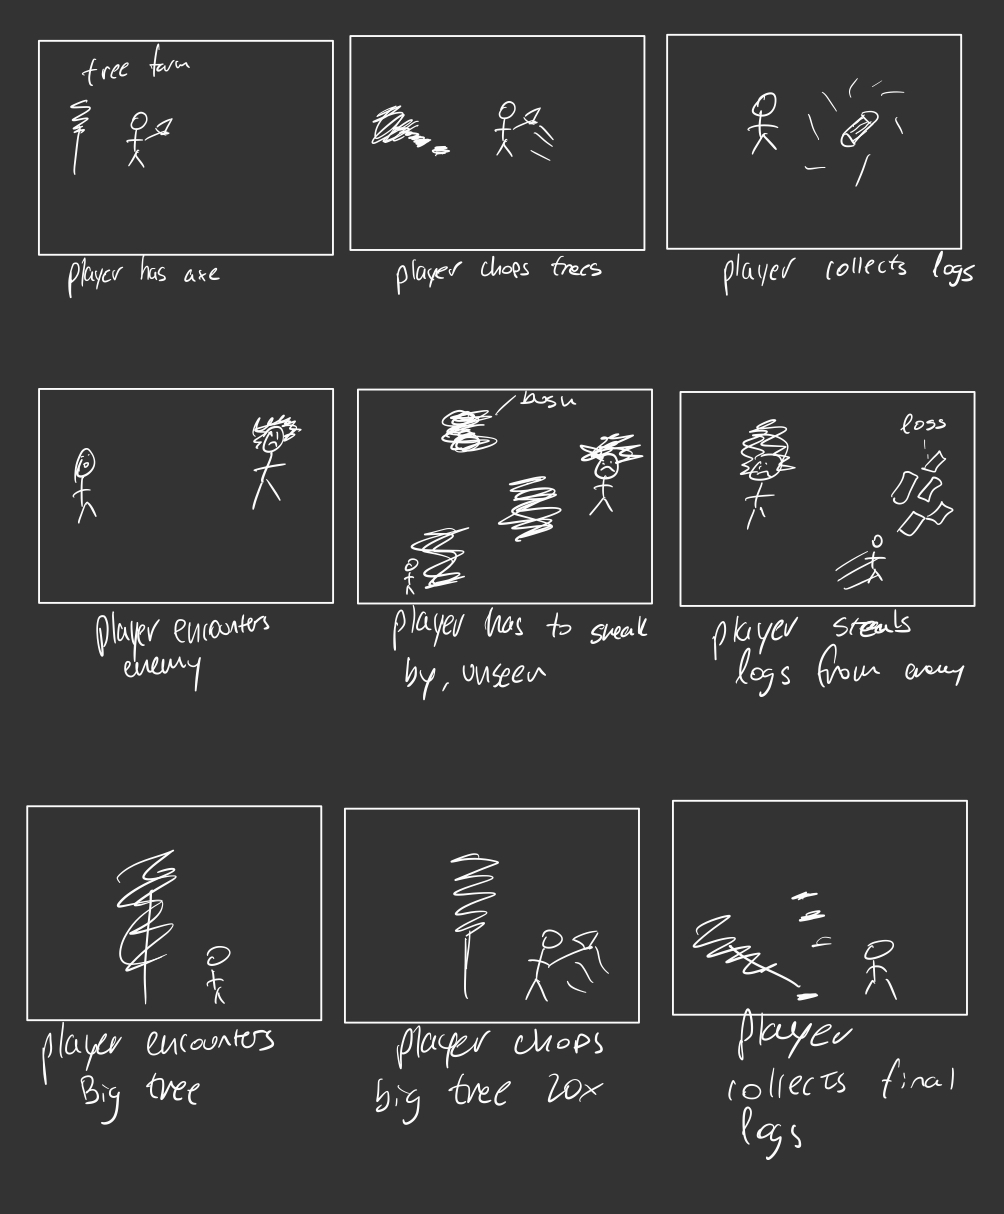 tree farm
player has axe
player chops trees
player collects logs
bush
loss
player encounters
enemy
player has to sneak
by, unseen
player steals
logs from enemy
player encounters
Big tree
player chops
big tree 20x
player
collects final
logs